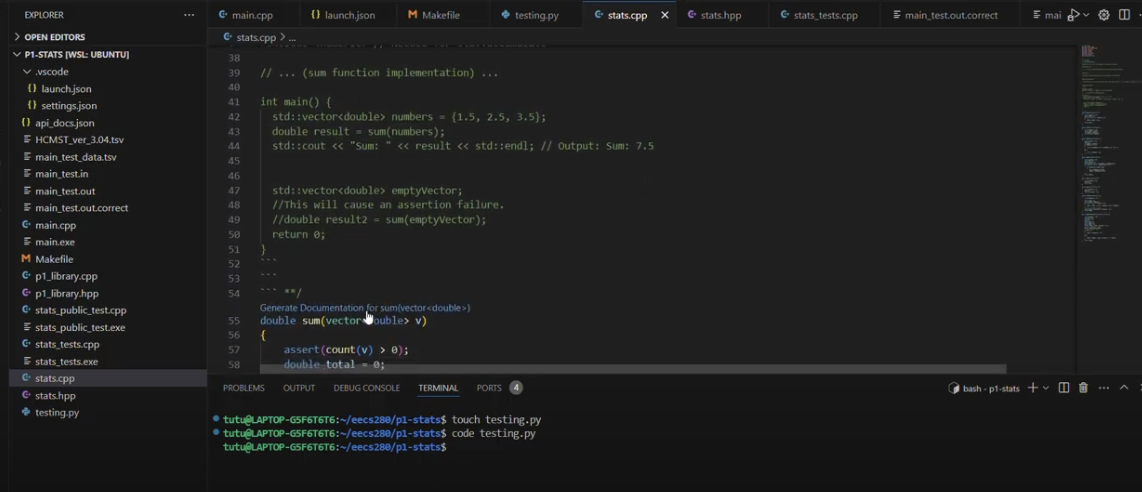 EXPLORER
···
OPEN EDITORS
P1-STATS [WSL: UBUNTU]
.vscode
launch.json
settings.json
api_docs.json
HCMST_ver_3.04.tsv
main_test_data.tsv
main_test.in
main_test.out
main_test.out.correct
main.cpp
main.exe
Makefile
p1_library.cpp
p1_library.hpp
stats_public_test.cpp
stats_public_test.exe
stats_tests.cpp
stats_tests.exe
stats.cpp
stats.hpp
testing.py
main.cpp launch.json Makefile testing.py stats.cpp stats.hpp stats_tests.cpp main_test.out.correct mai
stats.cpp > ...
38
39 // ... (sum function implementation) ...
40
41 int main() {
42 std::vector<double> numbers = {1.5, 2.5, 3.5};
43 double result = sum(numbers);
44 std::cout << "Sum: " << result << std::endl; // Output: Sum: 7.5
45
46
47 std::vector<double> emptyVector;
48 //This will cause an assertion failure.
49 //double result2 = sum(emptyVector);
50 return 0;
51 }
52 ```
53 ```
54 ``` **/
Generate Documentation for sum(vector<double>)
55 double sum(vector<double> v)
56 {
57 assert(count(v) > 0);
58 double total = 0;
PROBLEMS OUTPUT DEBUG CONSOLE TERMINAL PORTS 4
bash - p1-stats
tutu@LAPTOP-G5F6T6T6:~/eecs280/p1-stats$ touch testing.py
tutu@LAPTOP-G5F6T6T6:~/eecs280/p1-stats$ code testing.py
tutu@LAPTOP-G5F6T6T6:~/eecs280/p1-stats$